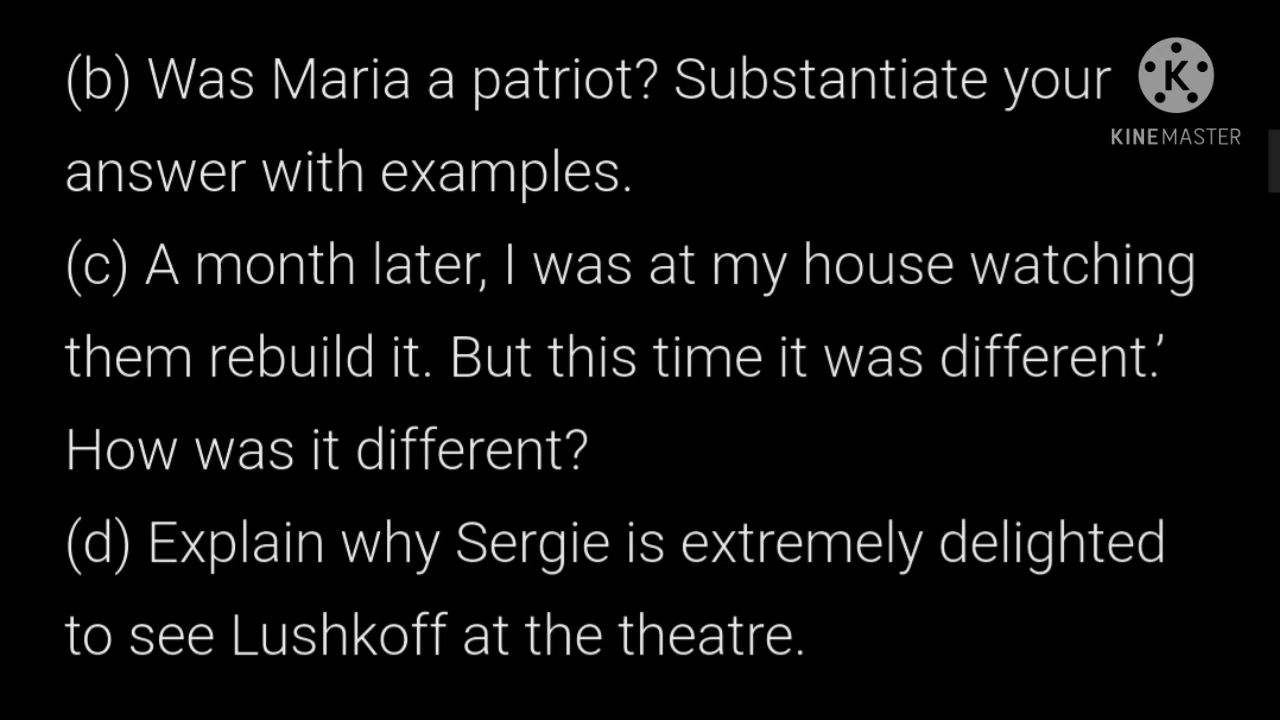 (b) Was Maria a patriot? Substantiate your
K
KINEMASTER
answer with examples.
(c) A month later, I was at my house watching
them rebuild it. But this time it was different.’
How was it different?
(d) Explain why Sergie is extremely delighted
to see Lushkoff at the theatre.